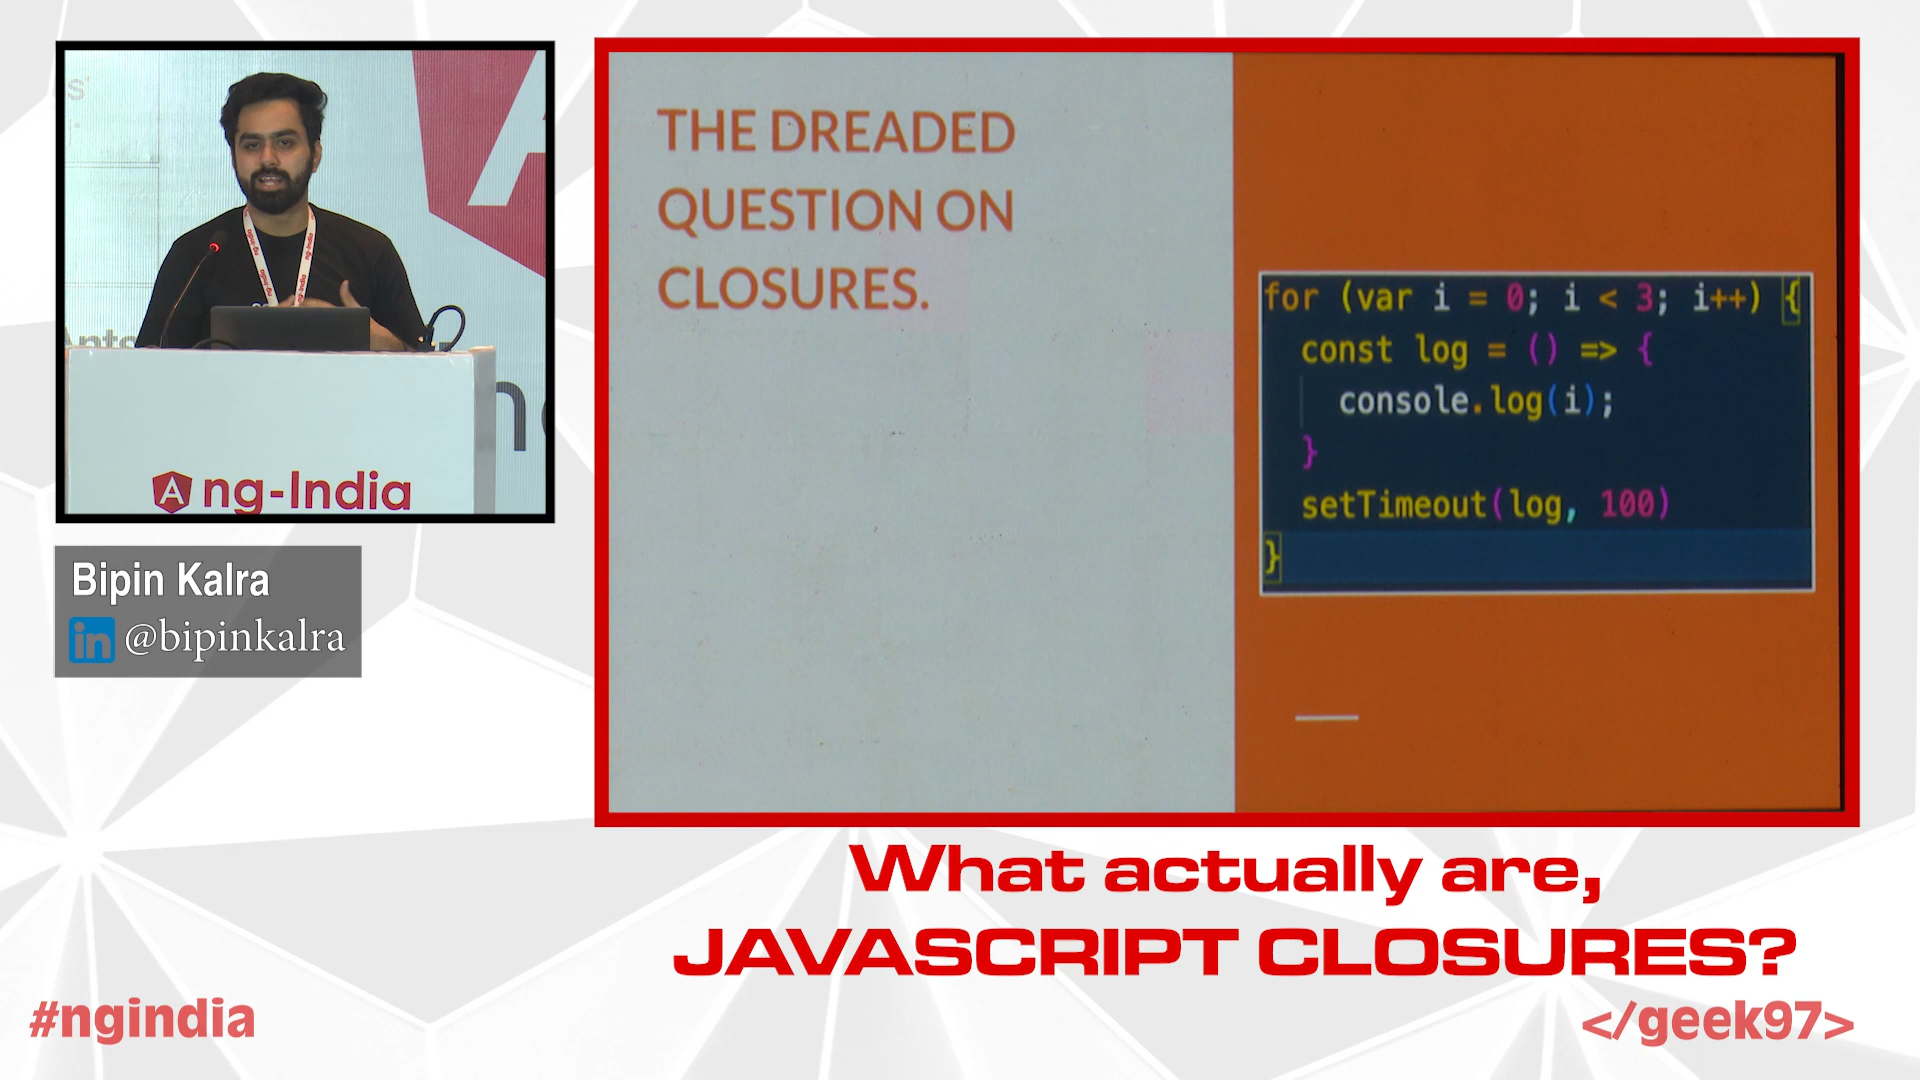 Bipin Kalra
in @bipinkalra
ng-India
THE DREADED
QUESTION ON
CLOSURES.
for (var i = 0; i < 3; i++) {
const log = () => {
console.log(i);
}
setTimeout(log, 100)
}
What actually are,
JAVASCRIPT CLOSURES?
#ngindia
</geek97>